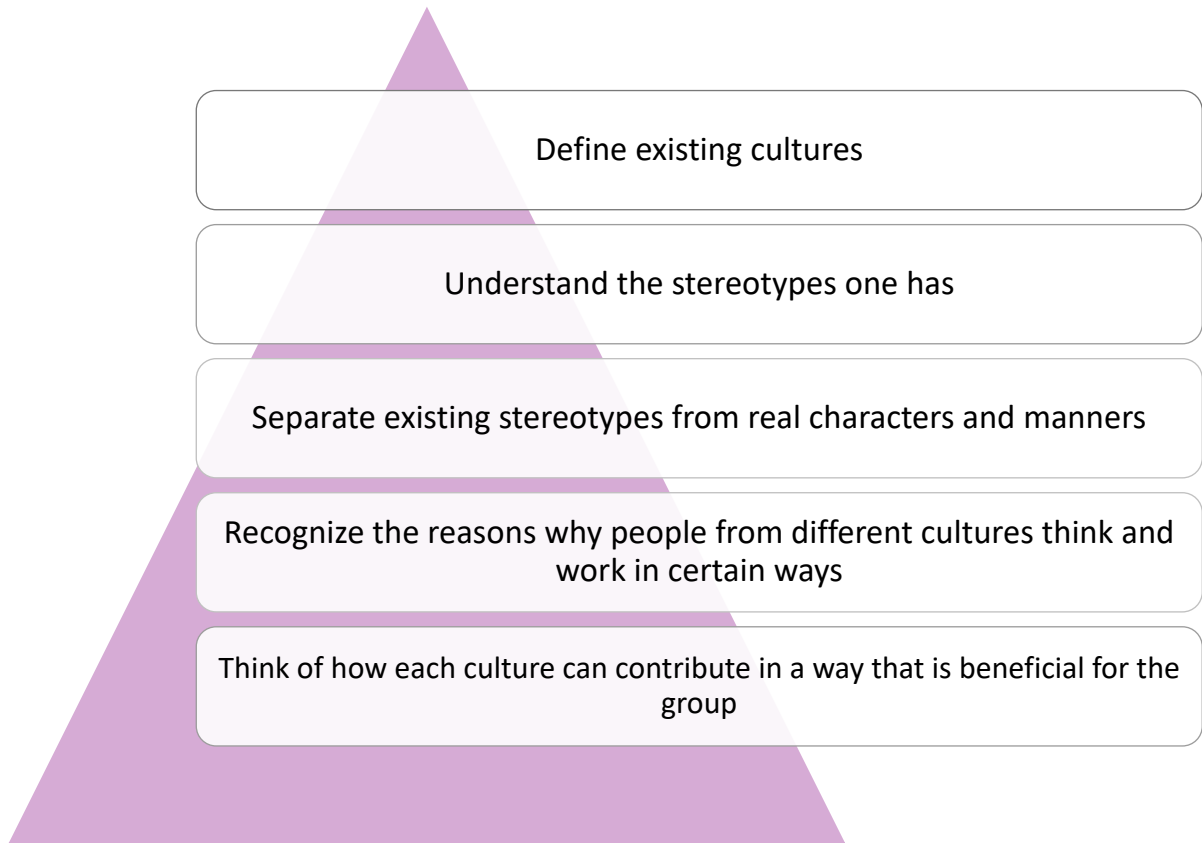 Define existing cultures
Understand the stereotypes one has
Separate existing stereotypes from real characters and manners
Recognize the reasons why people from different cultures think and
work in certain ways
Think of how each culture can contribute in a way that is beneficial for the
group